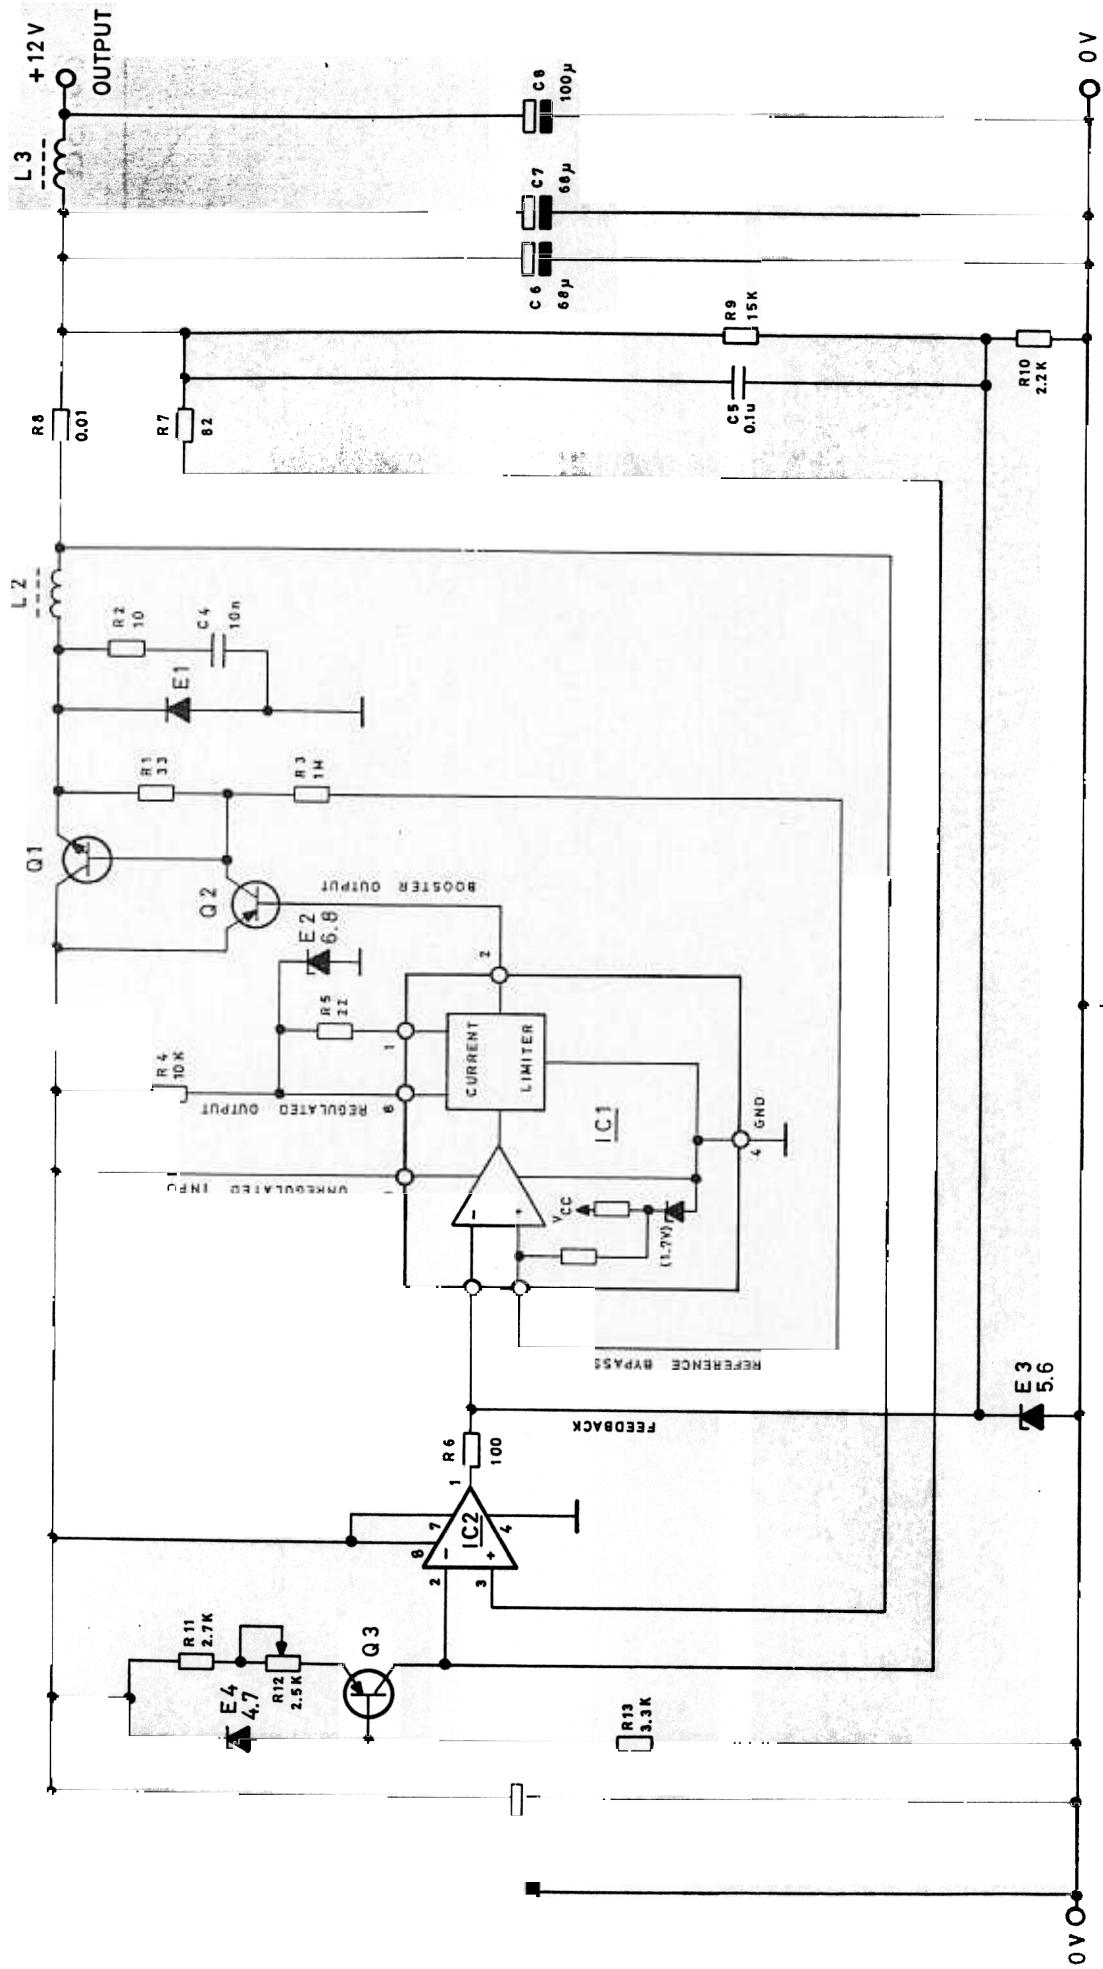 +12V
OUTPUT
L3
C8
100µ
C7
68µ
C6
68µ
R9
15K
R10
2.2K
C5
0.1u
R8
0.01
R7
82
L2
R2
10
C4
10n
E1
R1
33
R3
1M
Q1
Q2
BOOSTER OUTPUT
E2
6.8
R5
22
R4
10K
REGULATED OUTPUT
UNREGULATED
1
8
2
CURRENT
LIMITER
IC1
4
GND
VCC
(1.7V)
-
+
REFERENCE BYPASS
FEEDBACK
R6
100
1
7
8
IC2
4
-
+
2
3
E3
5.6
R11
2.7K
R12
2.5K
Q3
E4
4.7
R13
3.3K
0V
0V